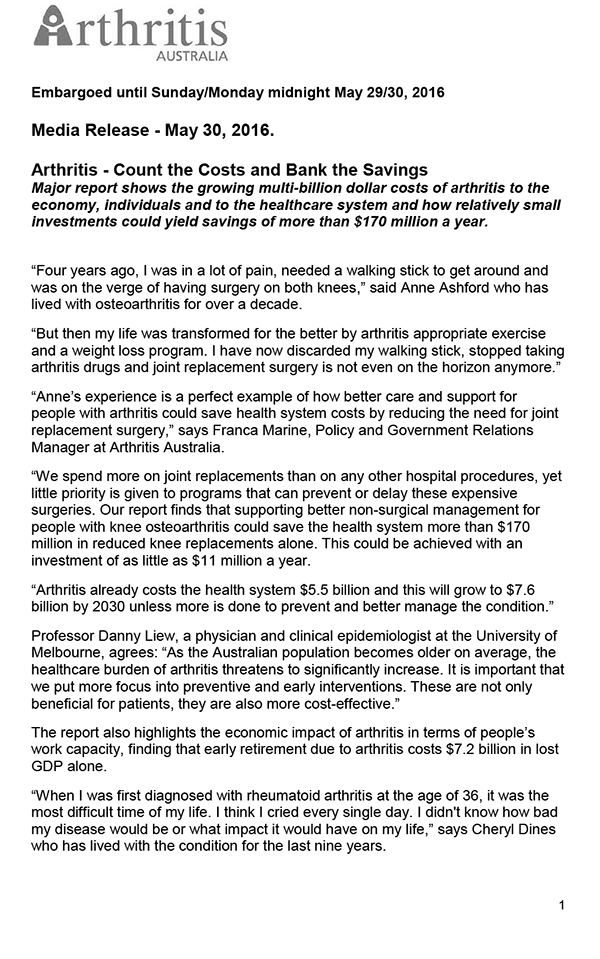 Arthritis
AUSTRALIA
Embargoed until Sunday/Monday midnight May 29/30, 2016
Media Release - May 30, 2016.
Arthritis - Count the Costs and Bank the Savings
Major report shows the growing multi-billion dollar costs of arthritis to the
economy, individuals and to the healthcare system and how relatively small
investments could yield savings of more than $170 million a year.
“Four years ago, I was in a lot of pain, needed a walking stick to get around and
was on the verge of having surgery on both knees,” said Anne Ashford who has
lived with osteoarthritis for over a decade.
“But then my life was transformed for the better by arthritis appropriate exercise
and a weight loss program. I have now discarded my walking stick, stopped taking
arthritis drugs and joint replacement surgery is not even on the horizon anymore.”
“Anne’s experience is a perfect example of how better care and support for
people with arthritis could save health system costs by reducing the need for joint
replacement surgery,” says Franca Marine, Policy and Government Relations
Manager at Arthritis Australia.
“We spend more on joint replacements than on any other hospital procedures, yet
little priority is given to programs that can prevent or delay these expensive
surgeries. Our report finds that supporting better non-surgical management for
people with knee osteoarthritis could save the health system more than $170
million in reduced knee replacements alone. This could be achieved with an
investment of as little as $11 million a year.
“Arthritis already costs the health system $5.5 billion and this will grow to $7.6
billion by 2030 unless more is done to prevent and better manage the condition.”
Professor Danny Liew, a physician and clinical epidemiologist at the University of
Melbourne, agrees: “As the Australian population becomes older on average, the
healthcare burden of arthritis threatens to significantly increase. It is important that
we put more focus into preventive and early interventions. These are not only
beneficial for patients, they are also more cost-effective.”
The report also highlights the economic impact of arthritis in terms of people’s
work capacity, finding that early retirement due to arthritis costs $7.2 billion in lost
GDP alone.
“When I was first diagnosed with rheumatoid arthritis at the age of 36, it was the
most difficult time of my life. I think I cried every single day. I didn't know how bad
my disease would be or what impact it would have on my life,” says Cheryl Dines
who has lived with the condition for the last nine years.
1